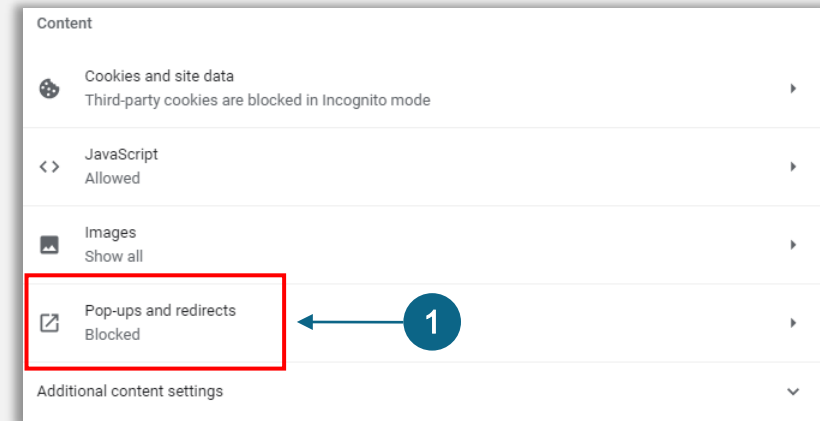 Content
Cookies and site data
Third-party cookies are blocked in Incognito mode
JavaScript
Allowed
Images
Show all
Pop-ups and redirects
Blocked
1
Additional content settings